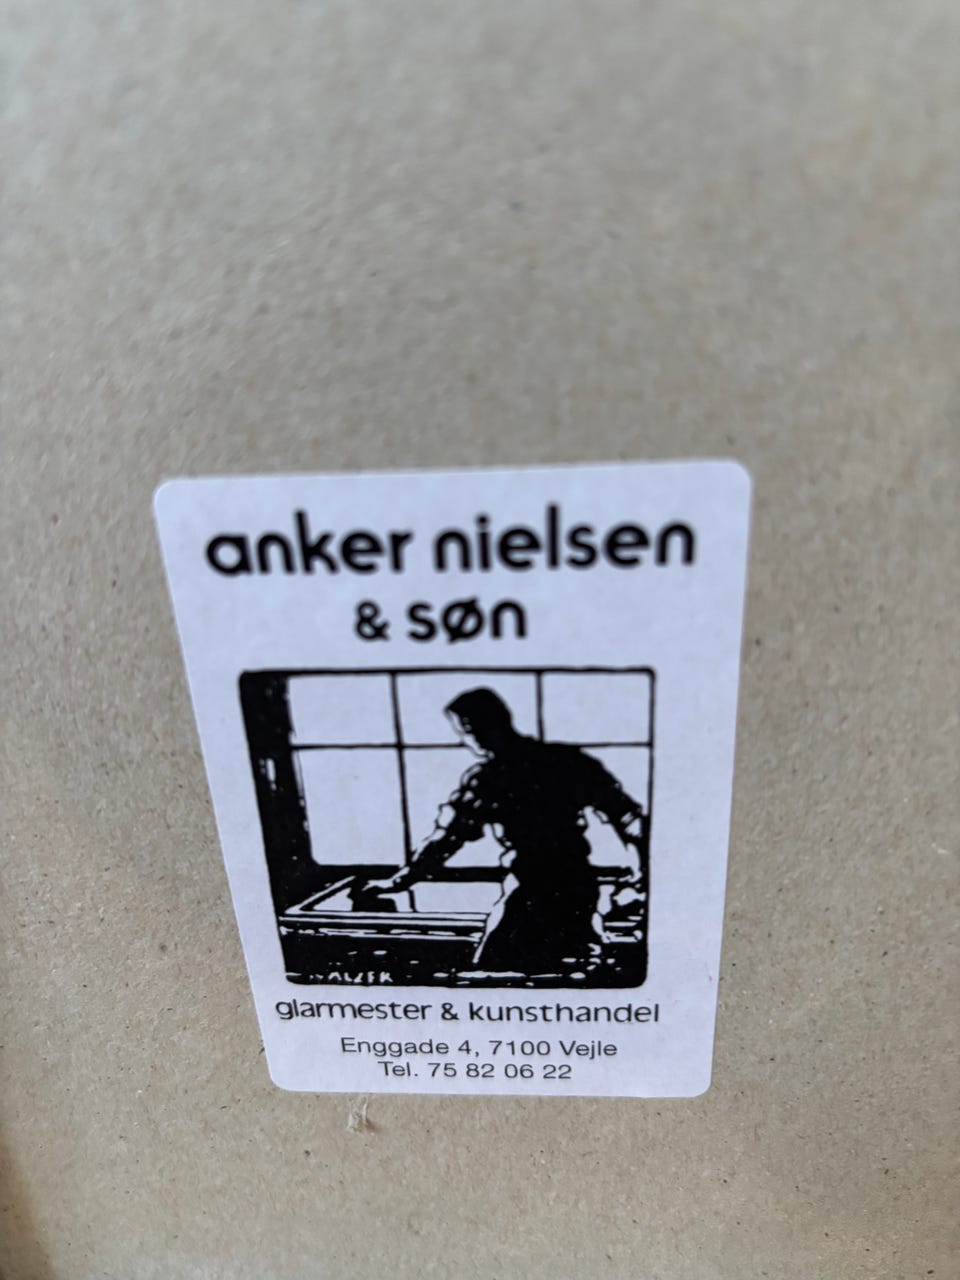 anker nielsen
& søn
glarmester & kunsthandel
Enggade 4, 7100 Vejle
Tel. 75 82 06 22